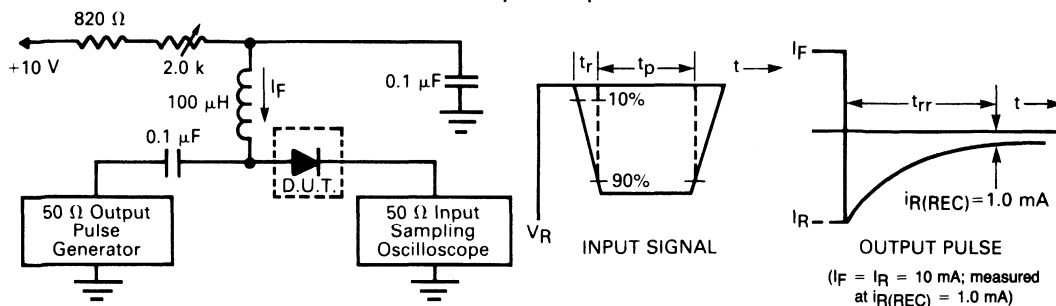 820 Ω
+10 V
2.0 k
100 μH
I_F
0.1 μF
0.1 μF
D.U.T.
50 Ω Output
Pulse
Generator
50 Ω Input
Sampling
Oscilloscope
t_r
t_p
t
10%
90%
V_R
INPUT SIGNAL
I_F
t_rr
t
i_R(REC) = 1.0 mA
I_R
OUTPUT PULSE
(I_F = I_R = 10 mA; measured
at i_R(REC) = 1.0 mA)